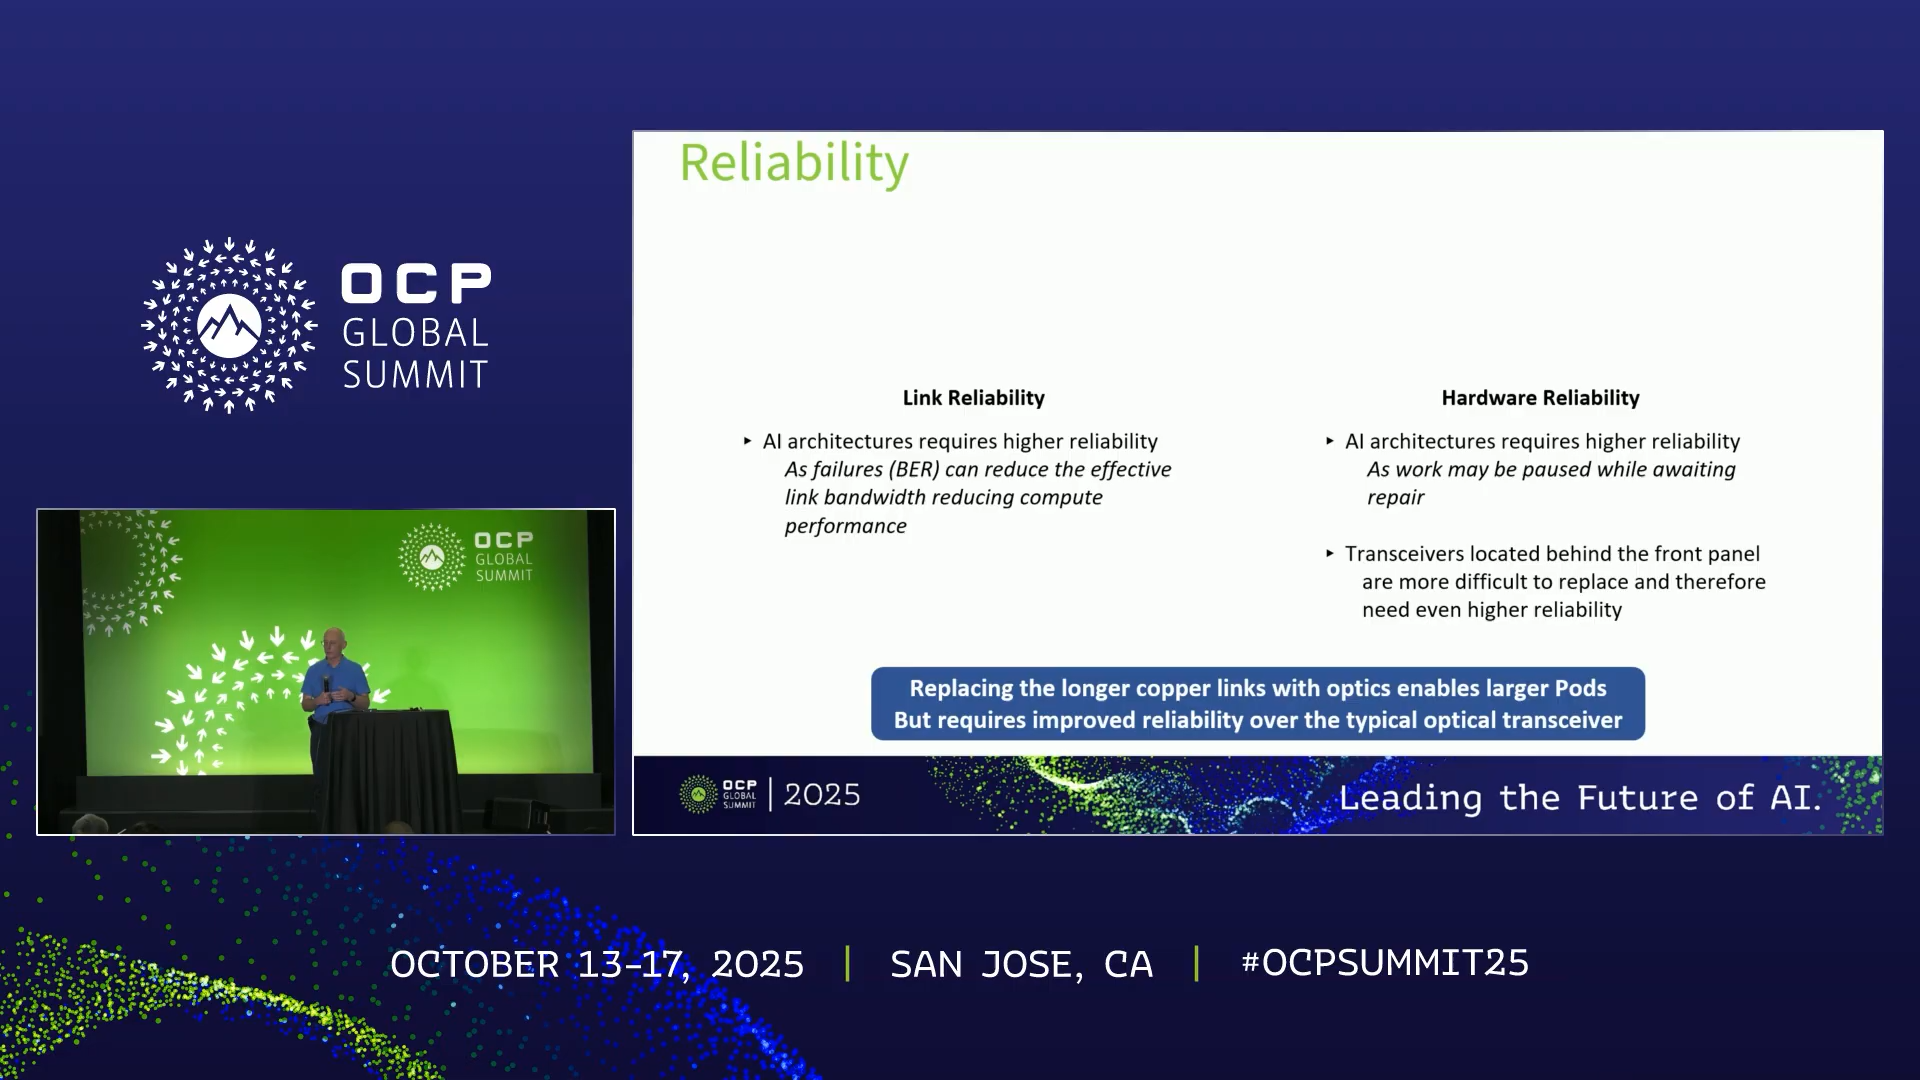 OCP
GLOBAL
SUMMIT
OCP
GLOBAL
SUMMIT
Reliability
Link Reliability
‣ AI architectures requires higher reliability
As failures (BER) can reduce the effective
link bandwidth reducing compute
performance
Hardware Reliability
‣ AI architectures requires higher reliability
As work may be paused while awaiting
repair
‣ Transceivers located behind the front panel
are more difficult to replace and therefore
need even higher reliability
Replacing the longer copper links with optics enables larger Pods
But requires improved reliability over the typical optical transceiver
OCP
GLOBAL
SUMMIT
2025
Leading the Future of AI.
OCTOBER 13-17, 2025 | SAN JOSE, CA | #OCPSUMMIT25